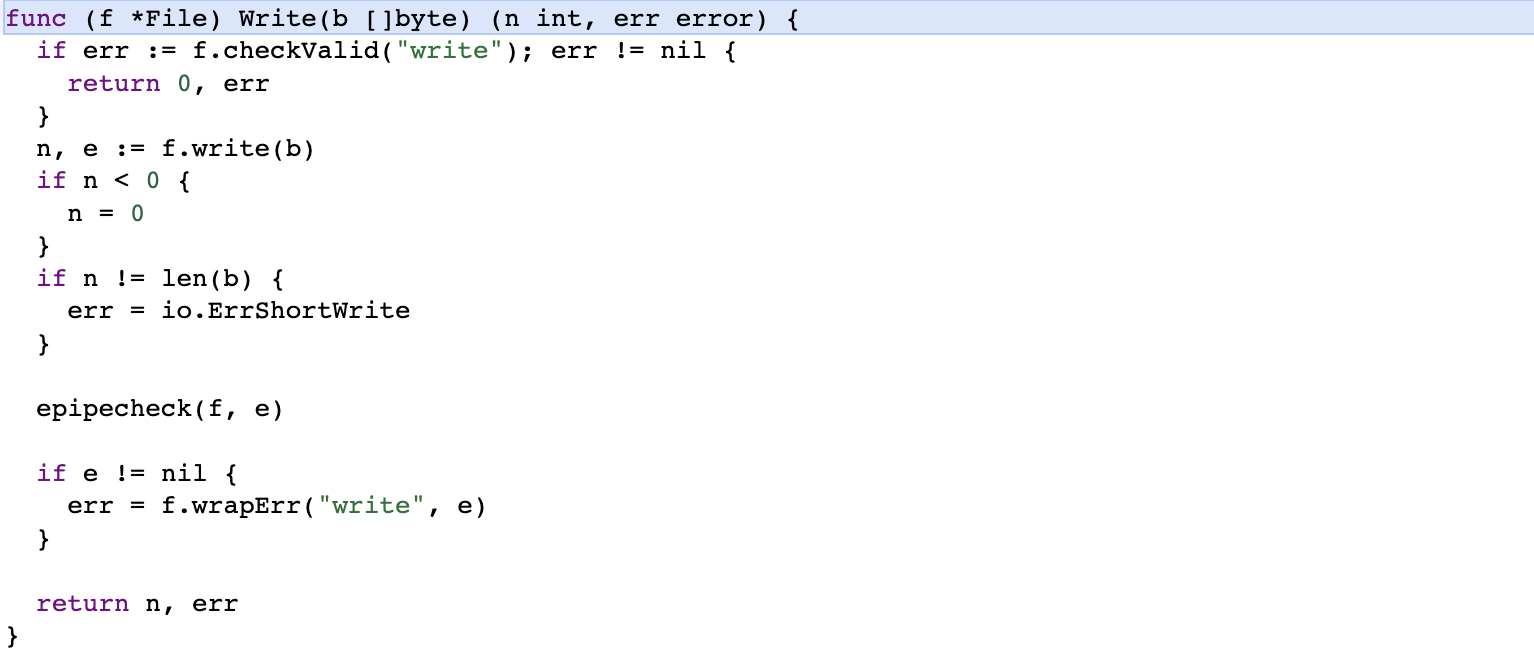 func (f *File) Write(b []byte) (n int, err error) {
  if err := f.checkValid("write"); err != nil {
    return 0, err
  }
  n, e := f.write(b)
  if n < 0 {
    n = 0
  }
  if n != len(b) {
    err = io.ErrShortWrite
  }

  epipecheck(f, e)

  if e != nil {
    err = f.wrapErr("write", e)
  }

  return n, err
}